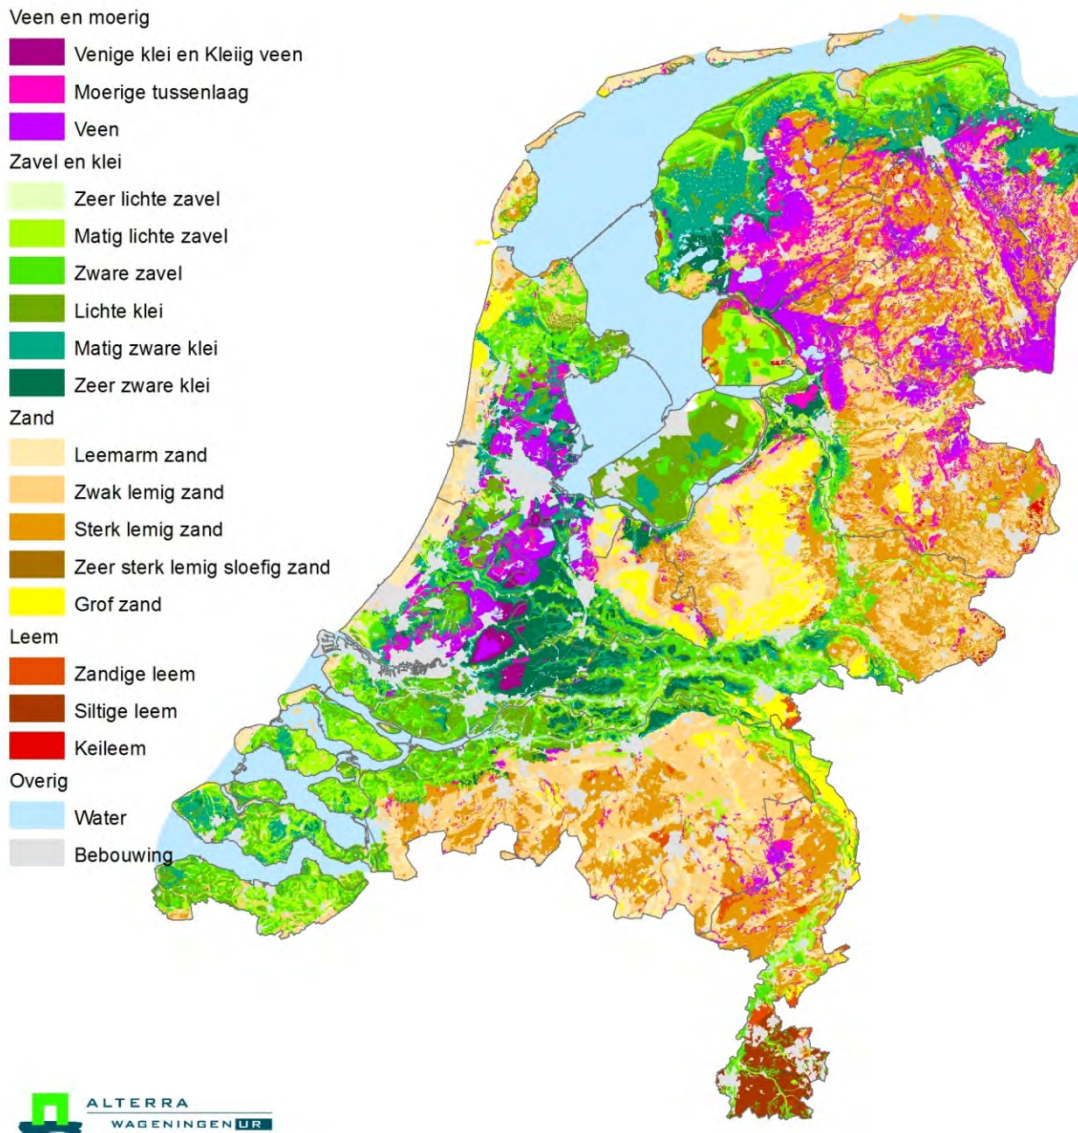 Veen en moerig
Venige klei en Kleiig veen
Moerige tussenlaag
Veen
Zavel en klei
Zeer lichte zavel
Matig lichte zavel
Zware zavel
Lichte klei
Matig zware klei
Zeer zware klei
Zand
Leemarm zand
Zwak lemig zand
Sterk lemig zand
Zeer sterk lemig sloefig zand
Grof zand
Leem
Zandige leem
Siltige leem
Keileem
Overig
Water
Bebouwing
ALTERRA
WAGENINGEN UR